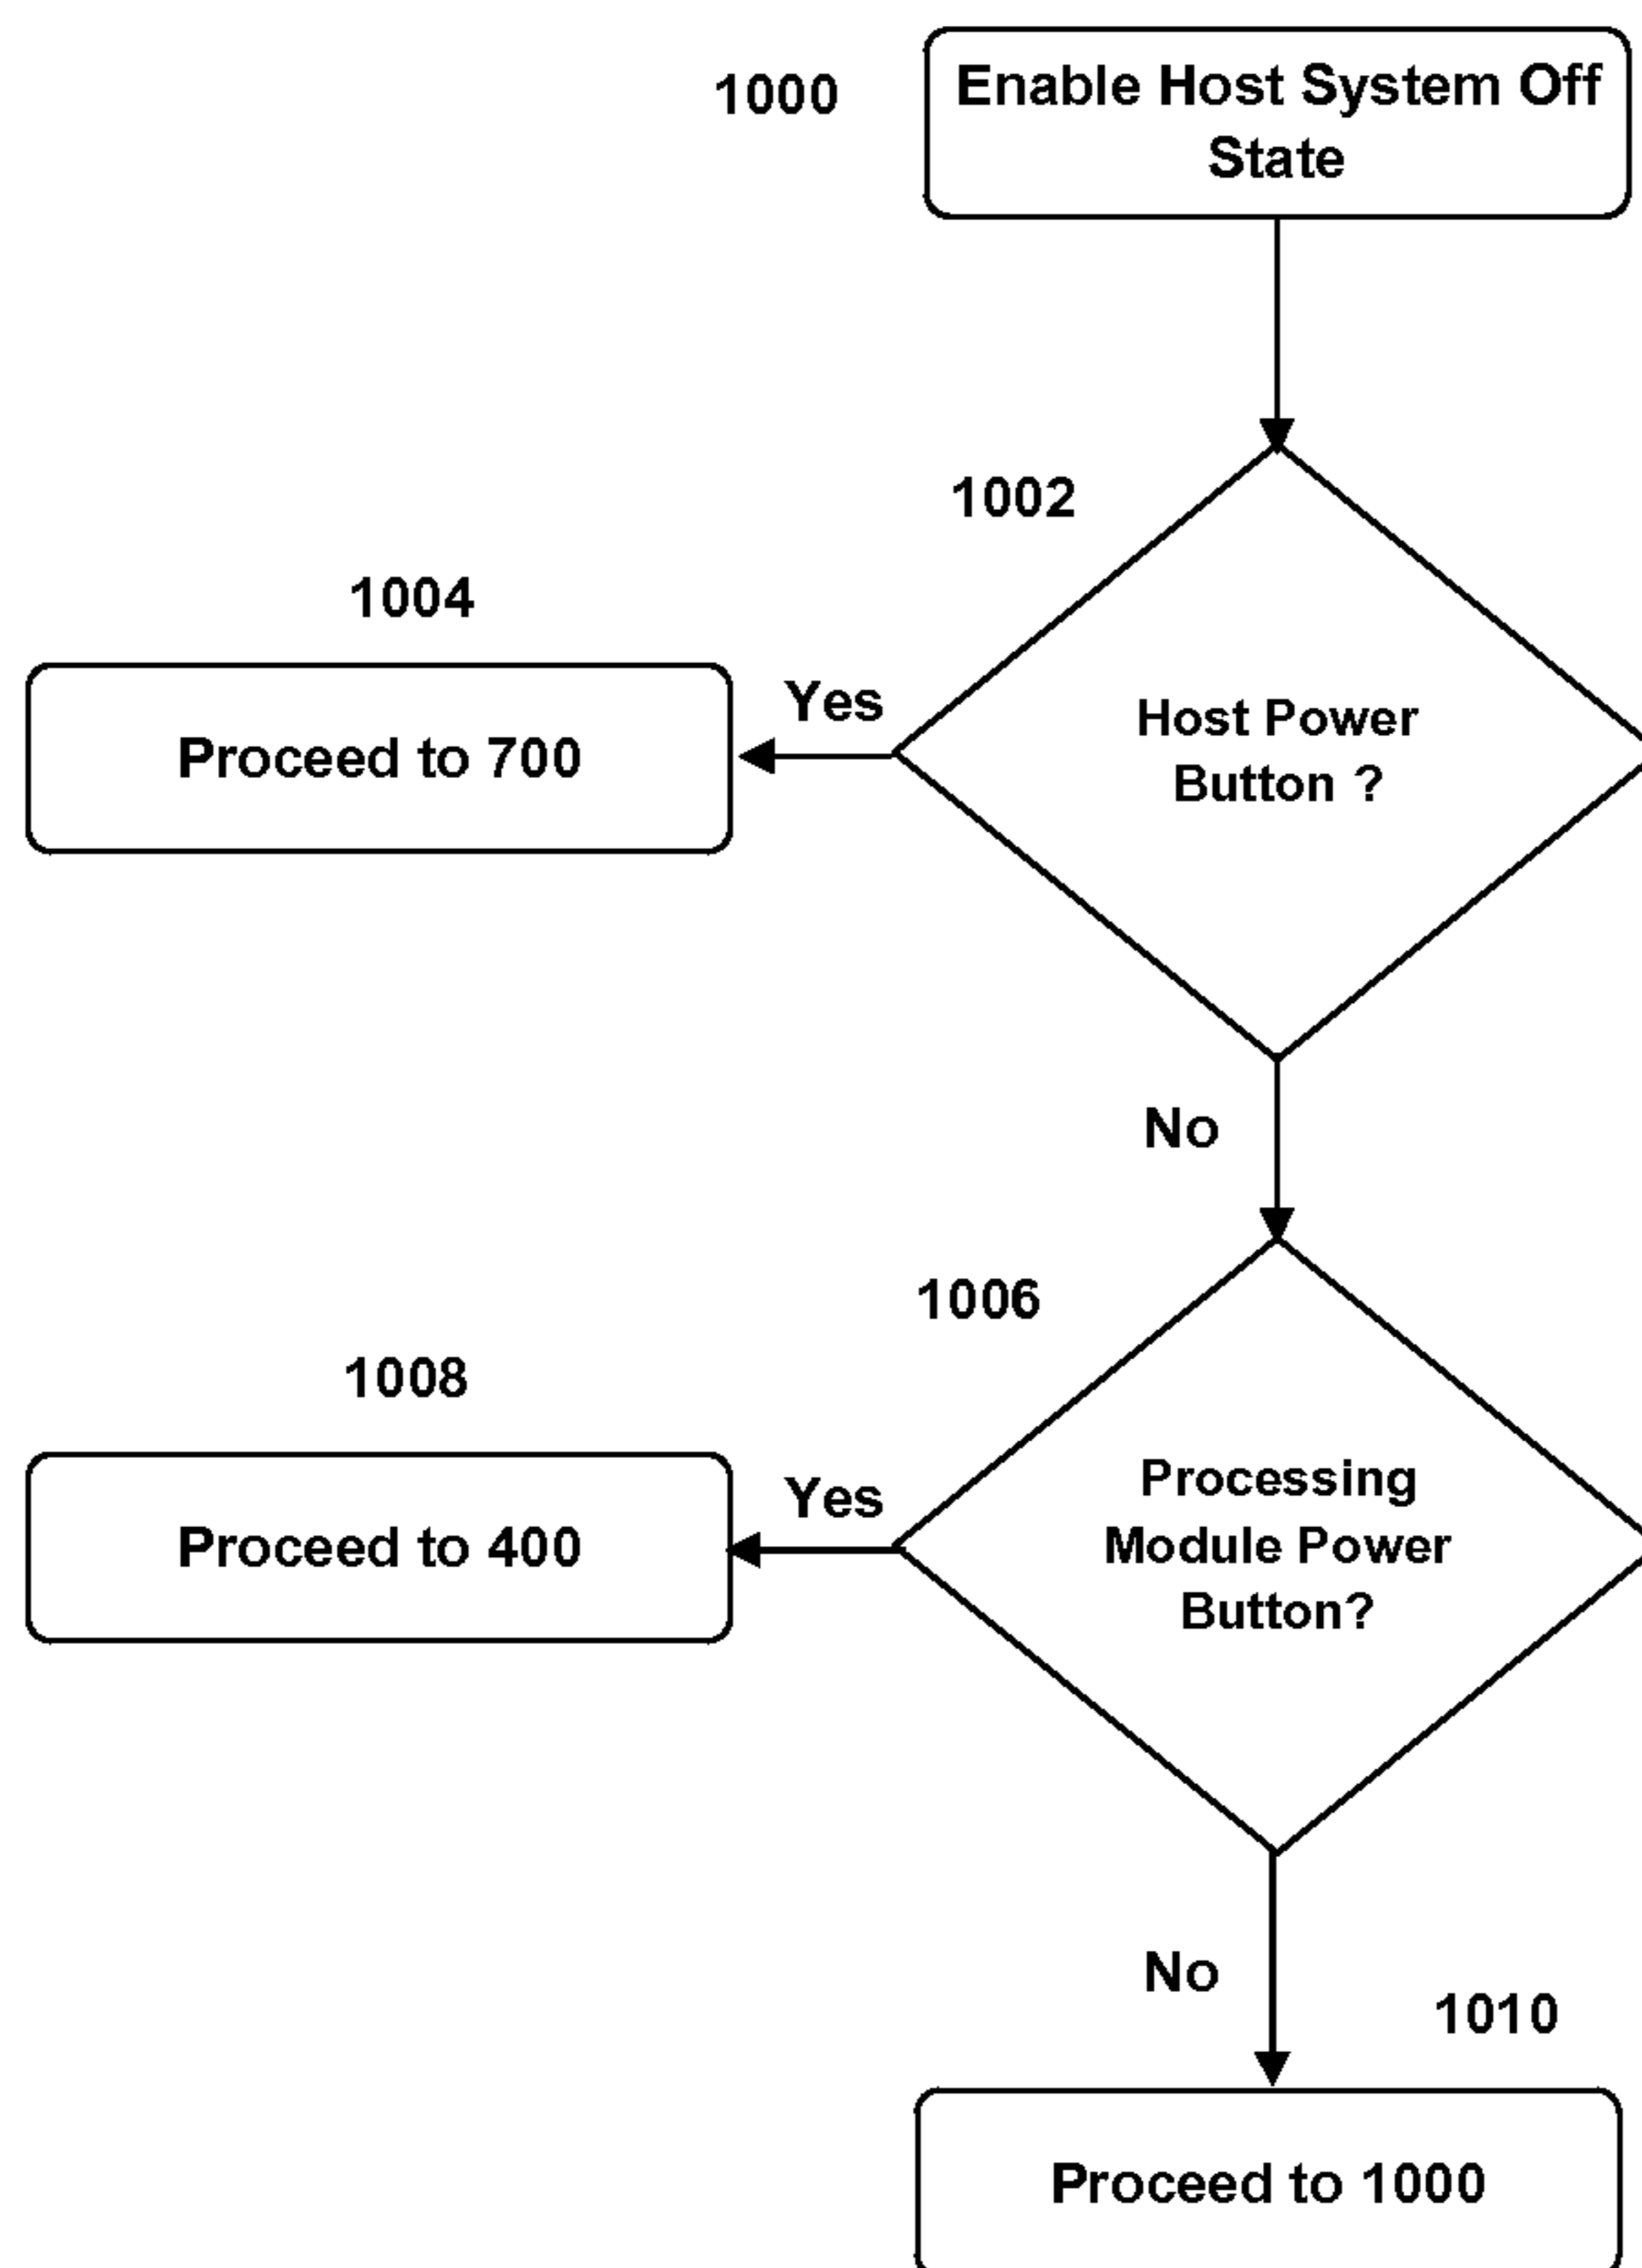 1000
Enable Host System Off
State
1002
1004
Yes
Host Power
Button ?
Proceed to 700
No
1006
1008
Yes
Processing
Module Power
Button?
Proceed to 400
No
1010
Proceed to 1000